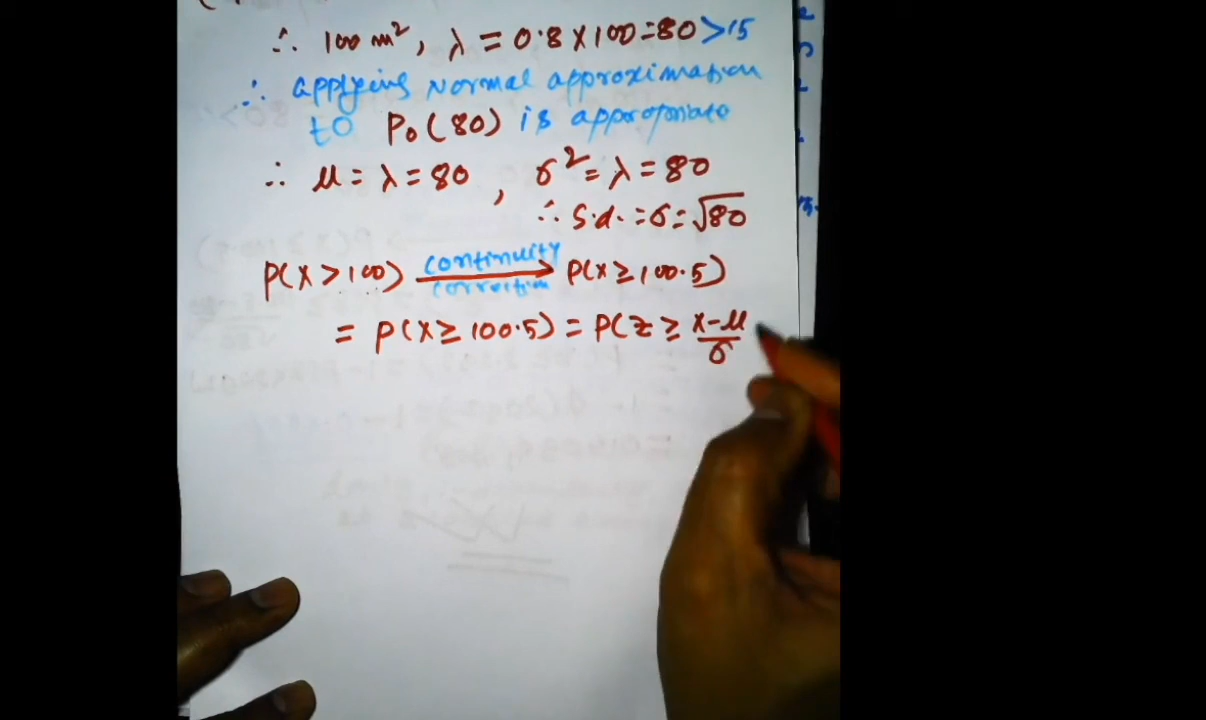 ∴ 100 m², λ = 0.8 × 100 = 80 > 15
∴ applying Normal approximation
to P₀(80) is appropriate
∴ μ = λ = 80, σ² = λ = 80
∴ s.d. = σ = √80
P(X > 100) continuity correction → P(X ≥ 100.5)
= P(X ≥ 100.5) = P(Z ≥ x-μ/σ